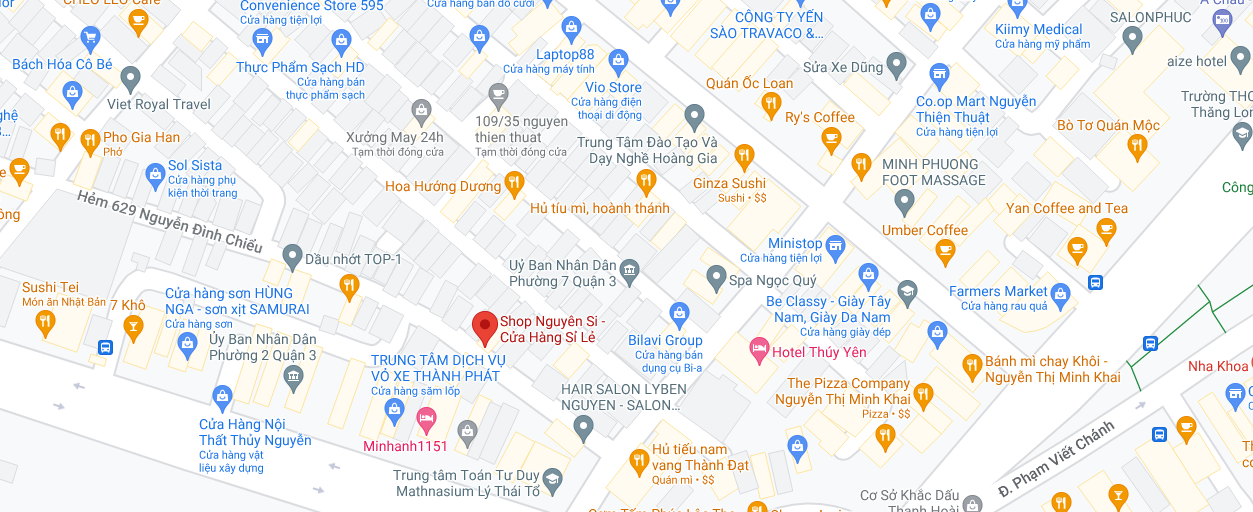 CHEO LEO Café
Convenience Store 595
Cửa hàng tiện lợi
Cửa hàng bán đồ cưới
CÔNG TY YẾN
SÀO TRAVACO &...
SALONPHUC
Kiimy Medical
Cửa hàng mỹ phẩm
Bách Hóa Cô Bé
Thực Phẩm Sạch HD
Cửa hàng bán
thực phẩm sạch
Laptop88
Cửa hàng máy tính
Vio Store
Cửa hàng điện
thoại di động
Quán Ốc Loan
Sửa Xe Dũng
aize hotel
Viet Royal Travel
Xưởng May 24h
Tạm thời đóng cửa
109/35 nguyen
thien thuat
Tạm thời đóng cửa
Ry's Coffee
Co.op Mart Nguyễn
Thiện Thuật
Cửa hàng tiện lợi
Trường THC
Thăng Lon
Bò Tơ Quán Mộc
Pho Gia Han
Phở
Sol Sista
Cửa hàng phụ
kiện thời trang
Trung Tâm Đào Tạo Và
Dạy Nghề Hoàng Gia
Ginza Sushi
Sushi • $$
MINH PHUONG
FOOT MASSAGE
Công
Hoa Hướng Dương
Hủ tíu mì, hoành thánh
Yan Coffee and Tea
Umber Coffee
Hẻm 629 Nguyễn Đình Chiểu
Dầu nhớt TOP-1
Uỷ Ban Nhân Dân
Phường 7 Quận 3
Ministop
Cửa hàng tiện lợi
Spa Ngọc Quý
Be Classy - Giày Tây
Nam, Giày Da Nam
Cửa hàng giày dép
Farmers Market
Cửa hàng rau quả
Sushi Tei
Món ăn Nhật Bản
7 Khô
Cửa hàng sơn HÙNG
NGA - sơn xịt SAMURAI
Cửa hàng sơn
Ủy Ban Nhân Dân
Phường 2 Quận 3
Shop Nguyên Si -
Cửa Hàng Sỉ Lẻ
Bilavi Group
Cửa hàng bán
dụng cụ Bi-a
Hotel Thúy Yên
TRUNG TÂM DỊCH VỤ
VỎ XE THÀNH PHÁT
Cửa hàng săm lốp
HAIR SALON LYBEN
NGUYEN - SALON...
The Pizza Company
Nguyễn Thị Minh Khai
Pizza • $$
Bánh mì chay Khôi -
Nguyễn Thị Minh Khai
Nha Khoa
Cửa Hàng Nội
Thất Thủy Nguyễn
Cửa hàng vật
liệu xây dựng
Minhanh1151
Hủ tiếu nam
vang Thành Đạt
Quán mì • $$
Trung tâm Toán Tư Duy
Mathnasium Lý Thái Tổ
Đ. Phạm Viết Chánh
Cơ Sở Khắc Dấu
Thanh Hoài